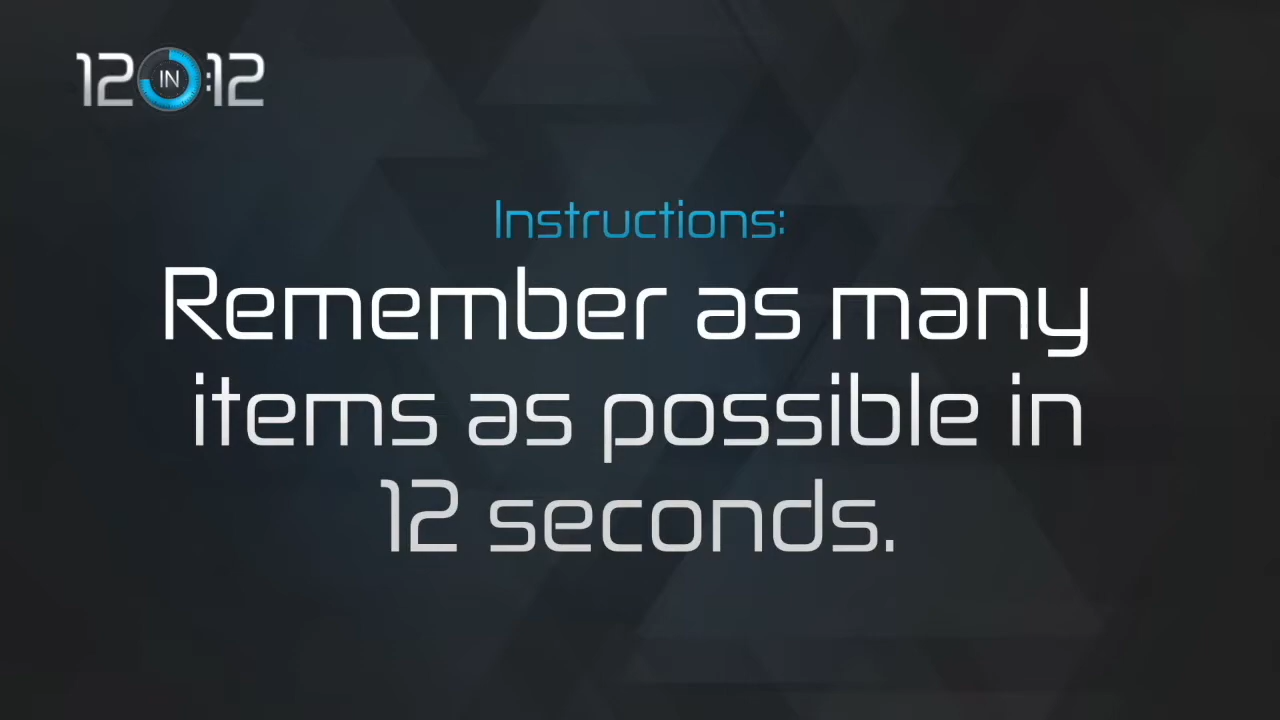 12 IN :12
Instructions:
Remember as many
items as possible in
12 seconds.